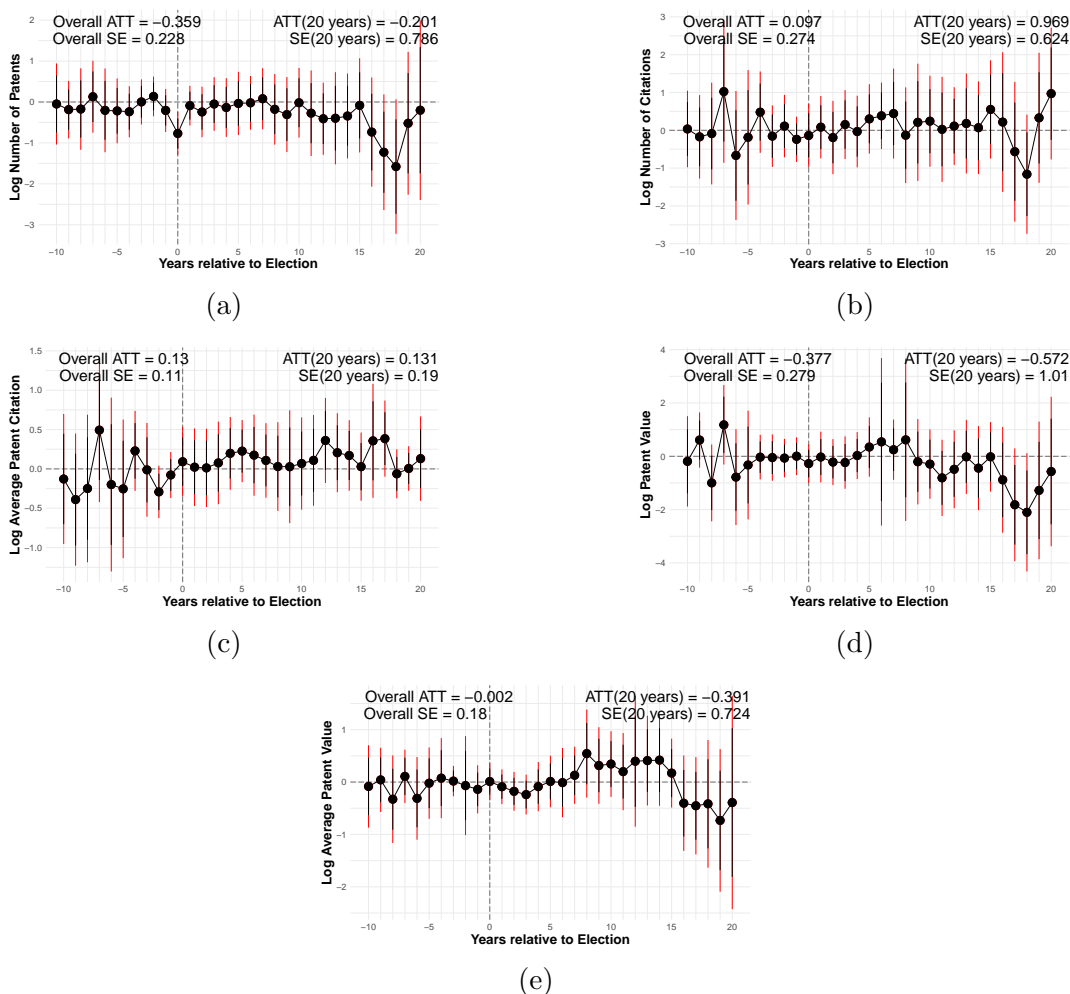 Overall ATT = −0.359 ATT(20 years) = −0.201
Overall SE = 0.228 SE(20 years) = 0.786
Log Number of Patents
2
1
0
−1
−2
−3
−10 −5 0 5 10 15 20
Years relative to Election
(a)
Overall ATT = 0.097 ATT(20 years) = 0.969
Overall SE = 0.274 SE(20 years) = 0.624
Log Number of Citations
2
1
0
−1
−2
−3
−10 −5 0 5 10 15 20
Years relative to Election
(b)
Overall ATT = 0.13 ATT(20 years) = 0.131
Overall SE = 0.11 SE(20 years) = 0.19
Log Average Patent Citation
1.5
1.0
0.5
0.0
−0.5
−1.0
−10 −5 0 5 10 15 20
Years relative to Election
(c)
Overall ATT = −0.377 ATT(20 years) = −0.572
Overall SE = 0.279 SE(20 years) = 1.01
Log Patent Value
4
2
0
−2
−4
−10 −5 0 5 10 15 20
Years relative to Election
(d)
Overall ATT = −0.002 ATT(20 years) = −0.391
Overall SE = 0.18 SE(20 years) = 0.724
Log Average Patent Value
1
0
−1
−2
−10 −5 0 5 10 15 20
Years relative to Election
(e)